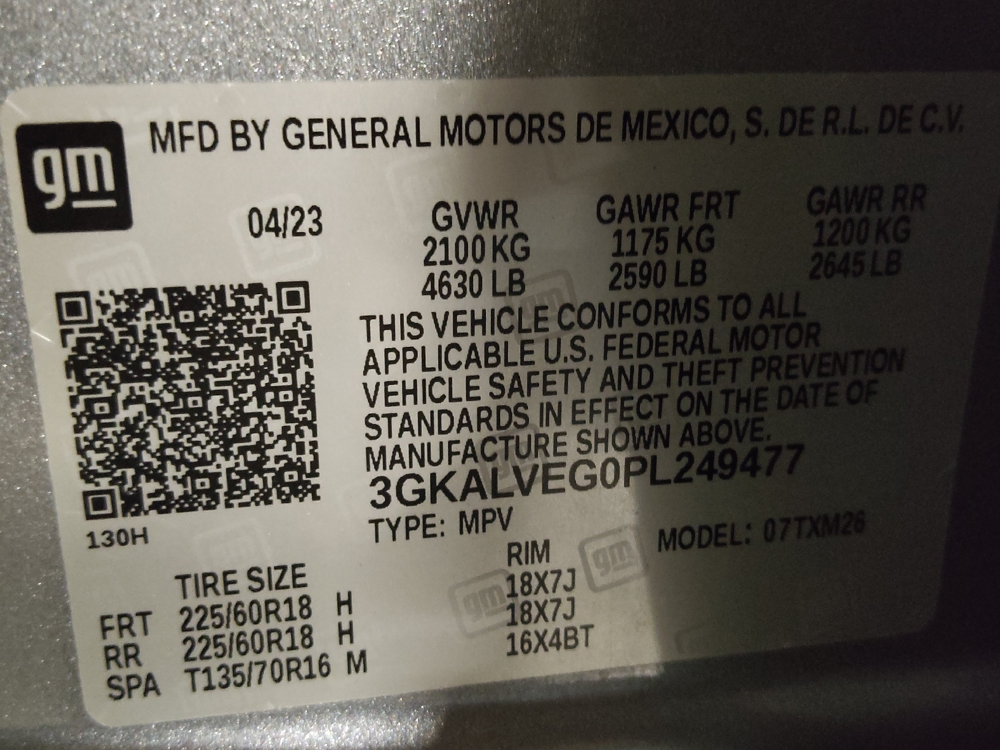 gm MFD BY GENERAL MOTORS DE MEXICO, S. DE R.L. DE C.V.
04/23 GVWR GAWR FRT GAWR RR
2100 KG 1175 KG 1200 KG
4630 LB 2590 LB 2645 LB
THIS VEHICLE CONFORMS TO ALL
APPLICABLE U.S. FEDERAL MOTOR
VEHICLE SAFETY AND THEFT PREVENTION
STANDARDS IN EFFECT ON THE DATE OF
MANUFACTURE SHOWN ABOVE.
3GKALVEG0PL249477
130H
TYPE: MPV MODEL: 07TXM26
TIRE SIZE RIM
FRT 225/60R18 H 18X7J
RR 225/60R18 H 18X7J
SPA T135/70R16 M 16X4BT